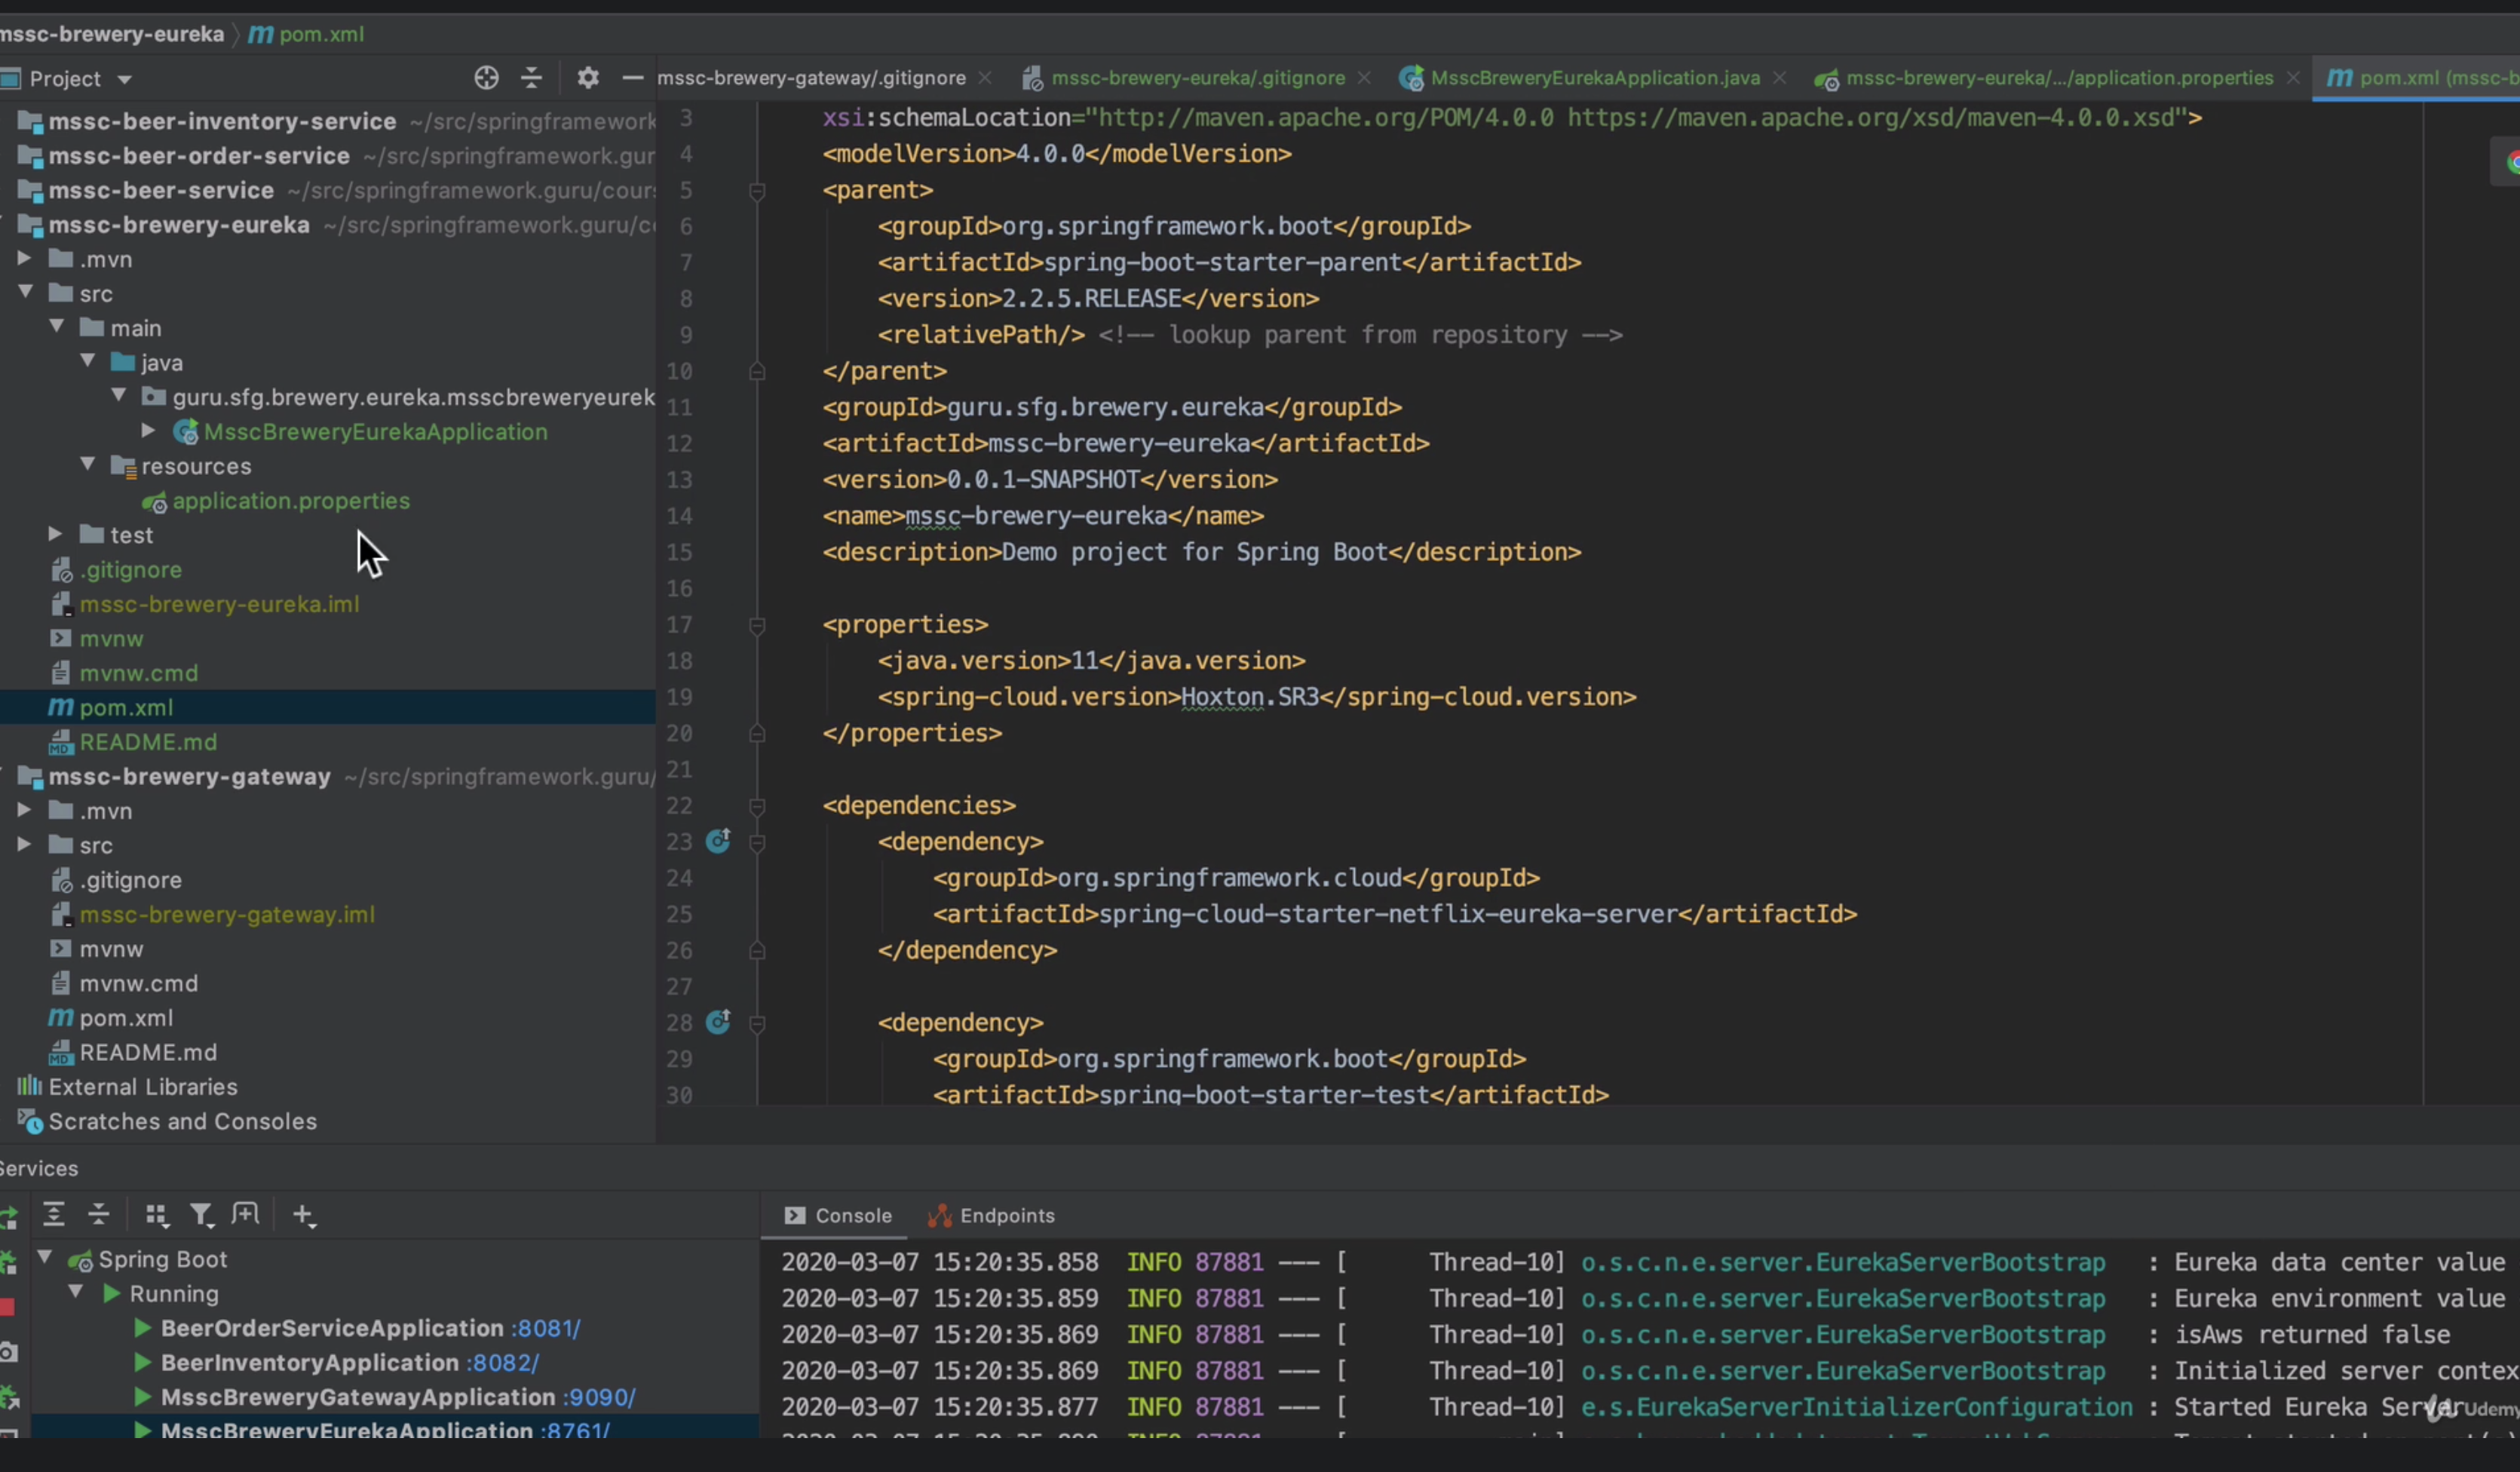 mssc-brewery-eureka pom.xml
Project
mssc-brewery-gateway/.gitignore mssc-brewery-eureka/.gitignore MsscBreweryEurekaApplication.java mssc-brewery-eureka/.../application.properties pom.xml (mssc-b
mssc-beer-inventory-service ~/src/springframework
mssc-beer-order-service ~/src/springframework.gur
mssc-beer-service ~/src/springframework.guru/cour
mssc-brewery-eureka ~/src/springframework.guru/c
.mvn
src
main
java
guru.sfg.brewery.eureka.msscbreweryeurek
MsscBreweryEurekaApplication
resources
application.properties
test
.gitignore
mssc-brewery-eureka.iml
mvnw
mvnw.cmd
pom.xml
README.md
mssc-brewery-gateway ~/src/springframework.guru/
.mvn
src
.gitignore
mssc-brewery-gateway.iml
mvnw
mvnw.cmd
pom.xml
README.md
External Libraries
Scratches and Consoles
3 xsi:schemaLocation="http://maven.apache.org/POM/4.0.0 https://maven.apache.org/xsd/maven-4.0.0.xsd">
4 <modelVersion>4.0.0</modelVersion>
5 <parent>
6 <groupId>org.springframework.boot</groupId>
7 <artifactId>spring-boot-starter-parent</artifactId>
8 <version>2.2.5.RELEASE</version>
9 <relativePath/> <!-- lookup parent from repository -->
10 </parent>
11 <groupId>guru.sfg.brewery.eureka</groupId>
12 <artifactId>mssc-brewery-eureka</artifactId>
13 <version>0.0.1-SNAPSHOT</version>
14 <name>mssc-brewery-eureka</name>
15 <description>Demo project for Spring Boot</description>
16
17 <properties>
18 <java.version>11</java.version>
19 <spring-cloud.version>Hoxton.SR3</spring-cloud.version>
20 </properties>
21
22 <dependencies>
23 <dependency>
24 <groupId>org.springframework.cloud</groupId>
25 <artifactId>spring-cloud-starter-netflix-eureka-server</artifactId>
26 </dependency>
27
28 <dependency>
29 <groupId>org.springframework.boot</groupId>
30 <artifactId>spring-boot-starter-test</artifactId>
Services
Spring Boot
Running
BeerOrderServiceApplication :8081/
BeerInventoryApplication :8082/
MsscBreweryGatewayApplication :9090/
MsscBreweryEurekaApplication :8761/
Console Endpoints
2020-03-07 15:20:35.858 INFO 87881 --- [ Thread-10] o.s.c.n.e.server.EurekaServerBootstrap : Eureka data center value
2020-03-07 15:20:35.859 INFO 87881 --- [ Thread-10] o.s.c.n.e.server.EurekaServerBootstrap : Eureka environment value
2020-03-07 15:20:35.869 INFO 87881 --- [ Thread-10] o.s.c.n.e.server.EurekaServerBootstrap : isAws returned false
2020-03-07 15:20:35.869 INFO 87881 --- [ Thread-10] o.s.c.n.e.server.EurekaServerBootstrap : Initialized server contex
2020-03-07 15:20:35.877 INFO 87881 --- [ Thread-10] e.s.EurekaServerInitializerConfiguration : Started Eureka Server
Udemy